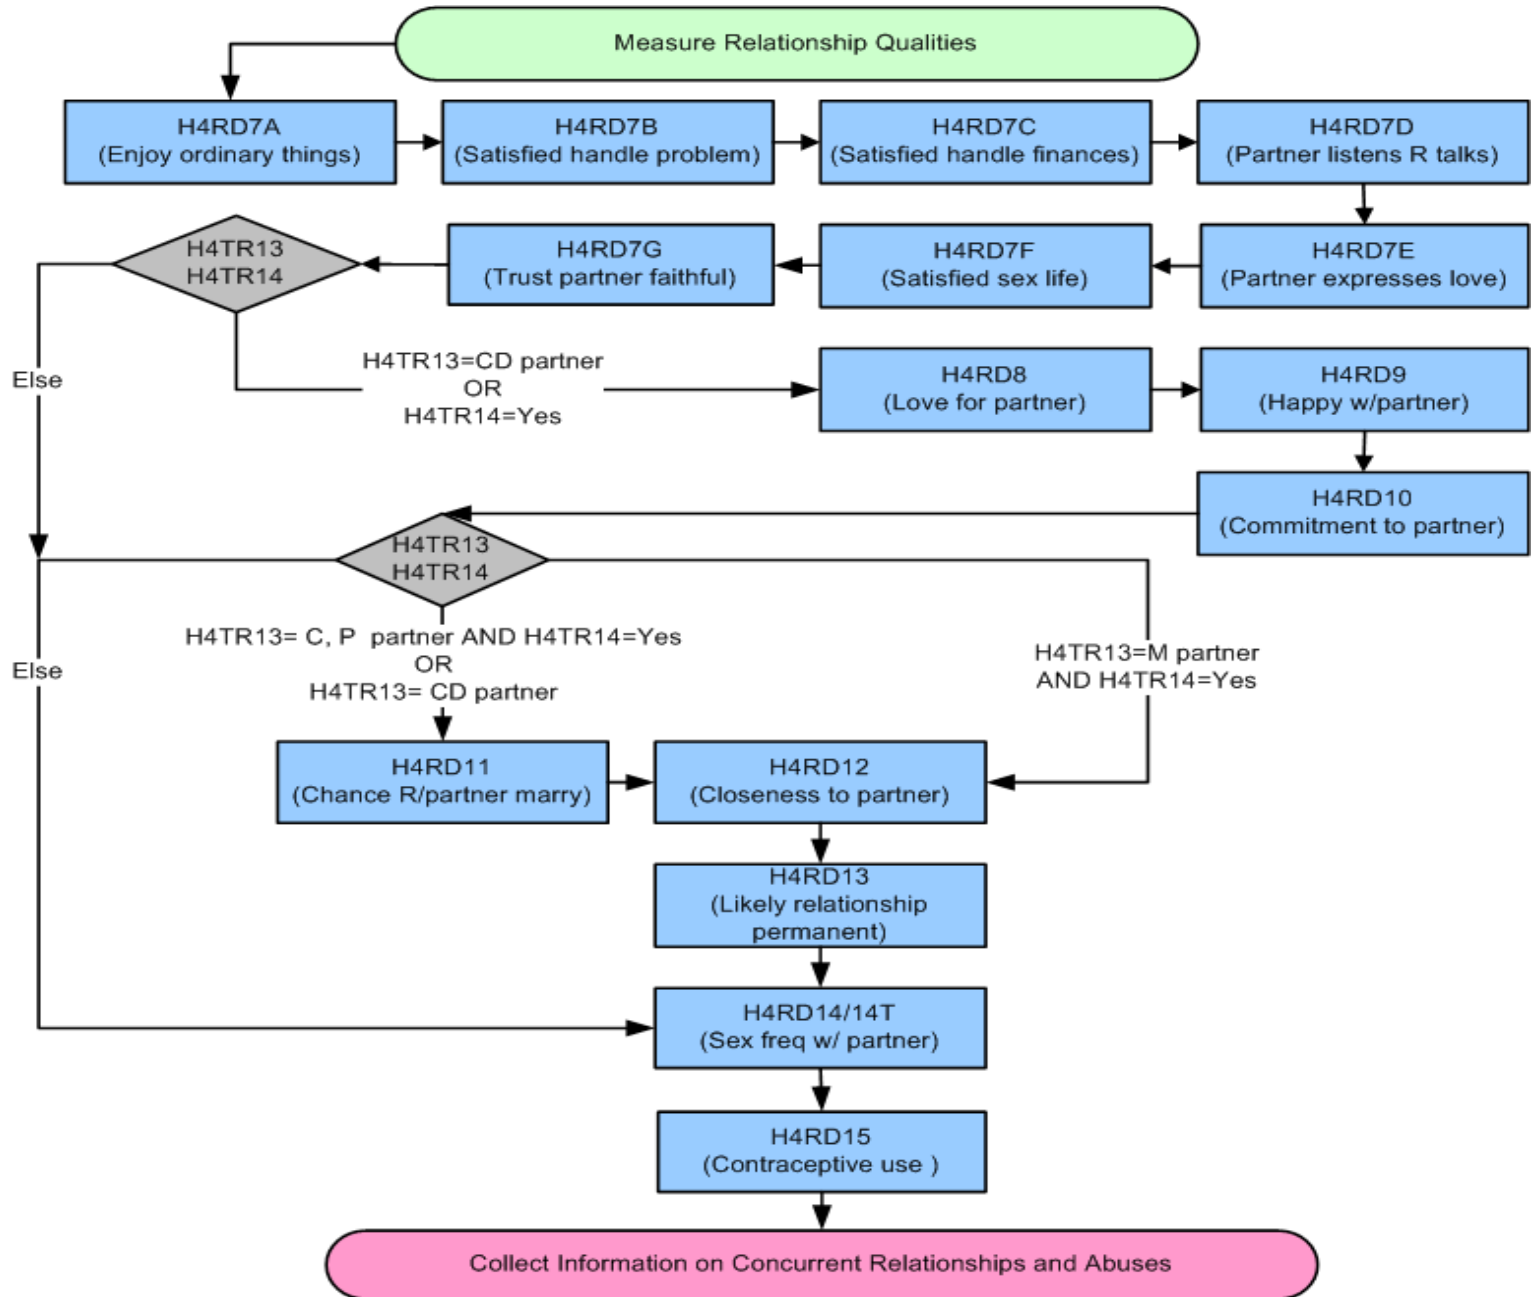 Measure Relationship Qualities
H4RD7A
(Enjoy ordinary things)
H4RD7B
(Satisfied handle problem)
H4RD7C
(Satisfied handle finances)
H4RD7D
(Partner listens R talks)
H4TR13
H4TR14
H4RD7G
(Trust partner faithful)
H4RD7F
(Satisfied sex life)
H4RD7E
(Partner expresses love)
Else
H4TR13=CD partner
OR
H4TR14=Yes
H4RD8
(Love for partner)
H4RD9
(Happy w/partner)
H4RD10
(Commitment to partner)
H4TR13
H4TR14
Else
H4TR13= C, P  partner AND H4TR14=Yes
OR
H4TR13= CD partner
H4TR13=M partner
AND H4TR14=Yes
H4RD11
(Chance R/partner marry)
H4RD12
(Closeness to partner)
H4RD13
(Likely relationship
permanent)
H4RD14/14T
(Sex freq w/ partner)
H4RD15
(Contraceptive use )
Collect Information on Concurrent Relationships and Abuses